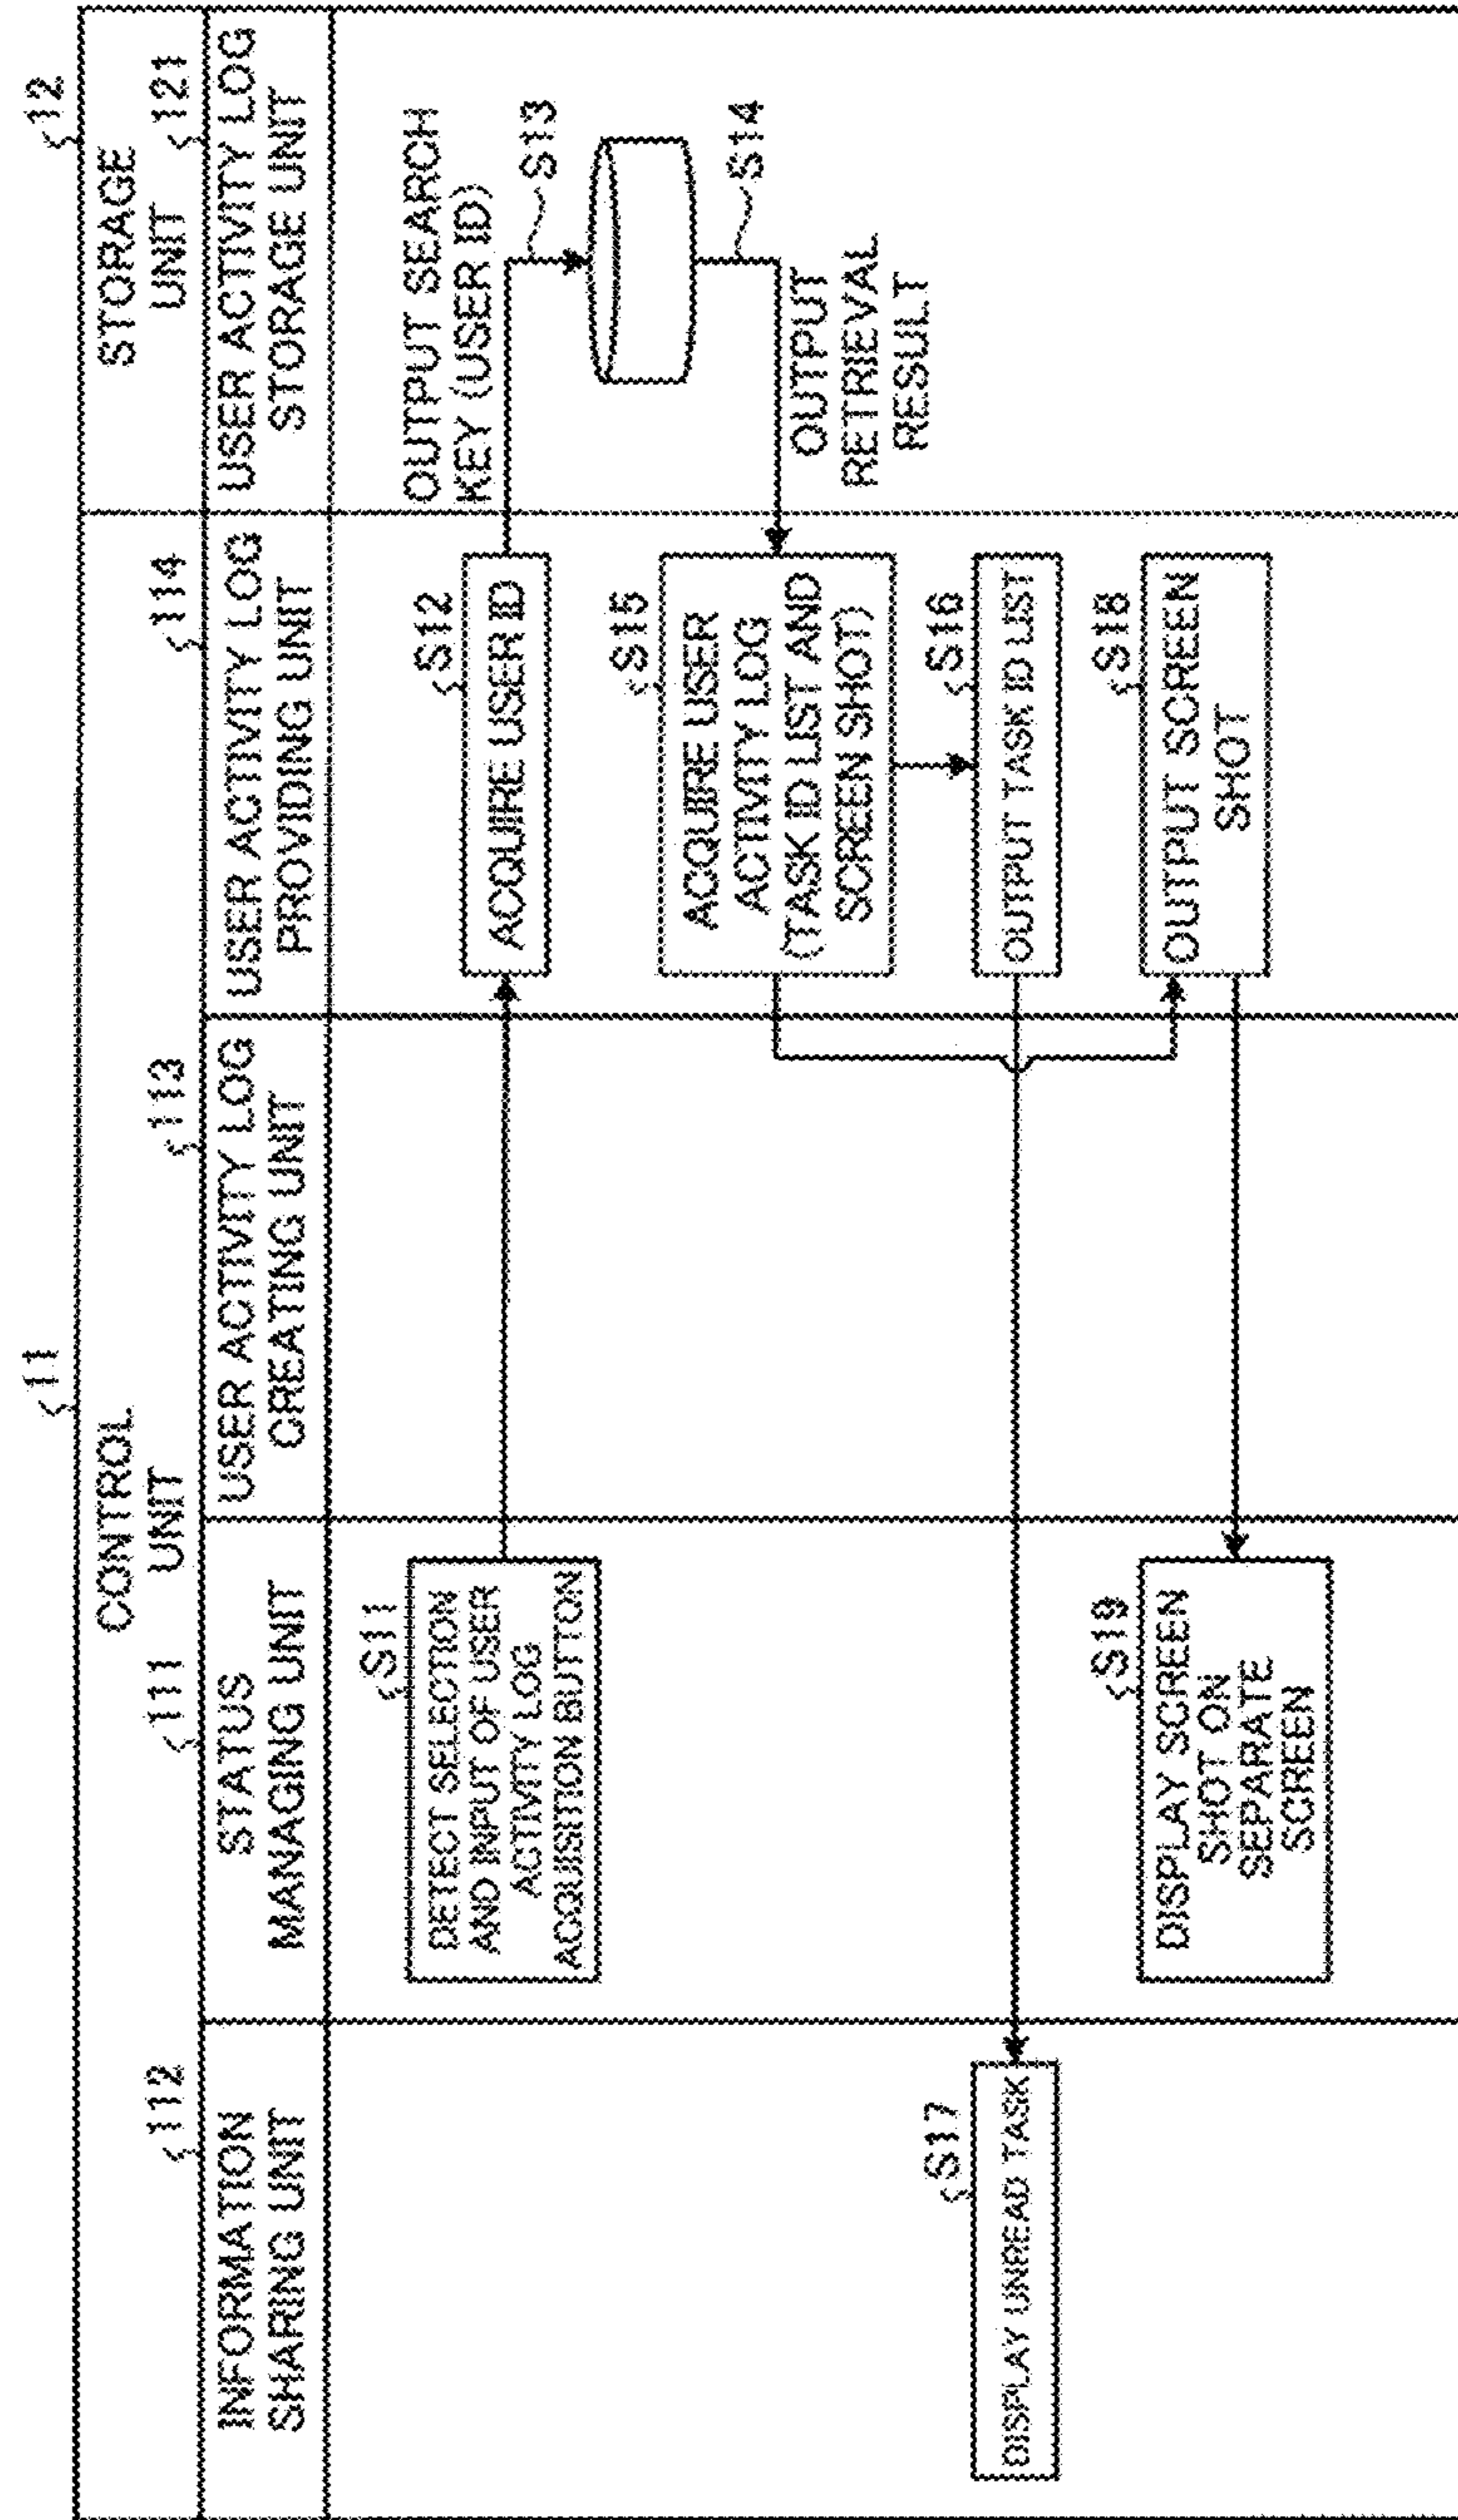 11
12
CONTROL
UNIT
STORAGE
UNIT
112
111
113
114
121
INFORMATION
SHARING UNIT
STATUS
MANAGING UNIT
USER ACTIVITY LOG
CREATING UNIT
USER ACTIVITY LOG
PROVIDING UNIT
USER ACTIVITY LOG
STORAGE UNIT
S11
DETECT SELECTION
AND INPUT OF USER
ACTIVITY LOG
ACQUISITION BUTTON
S12
ACQUIRE USER ID
OUTPUT SEARCH
KEY (USER ID)
S13
S14
OUTPUT
RETRIEVAL
RESULT
S15
ACQUIRE USER
ACTIVITY LOG
(TASK ID LIST AND
SCREEN SHOT)
S16
OUTPUT TASK ID LIST
S17
DISPLAY UNREAD TASK
S18
OUTPUT SCREEN
SHOT
S19
DISPLAY SCREEN
SHOT ON
SEPARATE
SCREEN